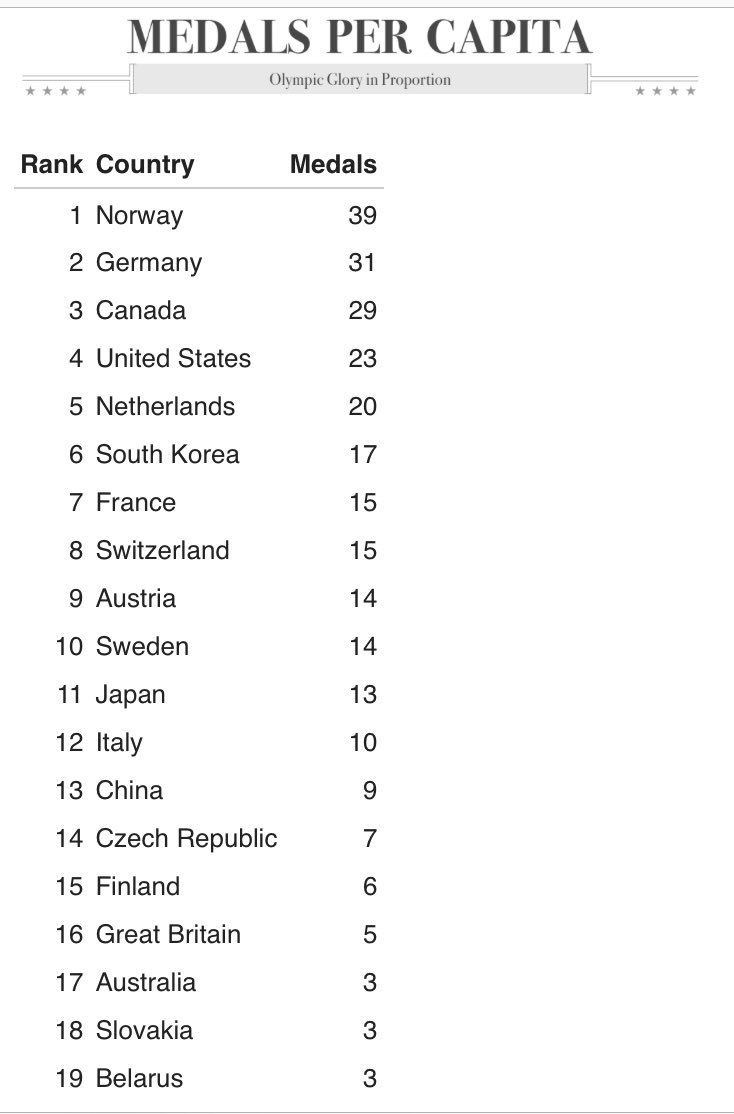 MEDALS PER CAPITA
Olympic Glory in Proportion
Rank Country Medals
1 Norway 39
2 Germany 31
3 Canada 29
4 United States 23
5 Netherlands 20
6 South Korea 17
7 France 15
8 Switzerland 15
9 Austria 14
10 Sweden 14
11 Japan 13
12 Italy 10
13 China 9
14 Czech Republic 7
15 Finland 6
16 Great Britain 5
17 Australia 3
18 Slovakia 3
19 Belarus 3